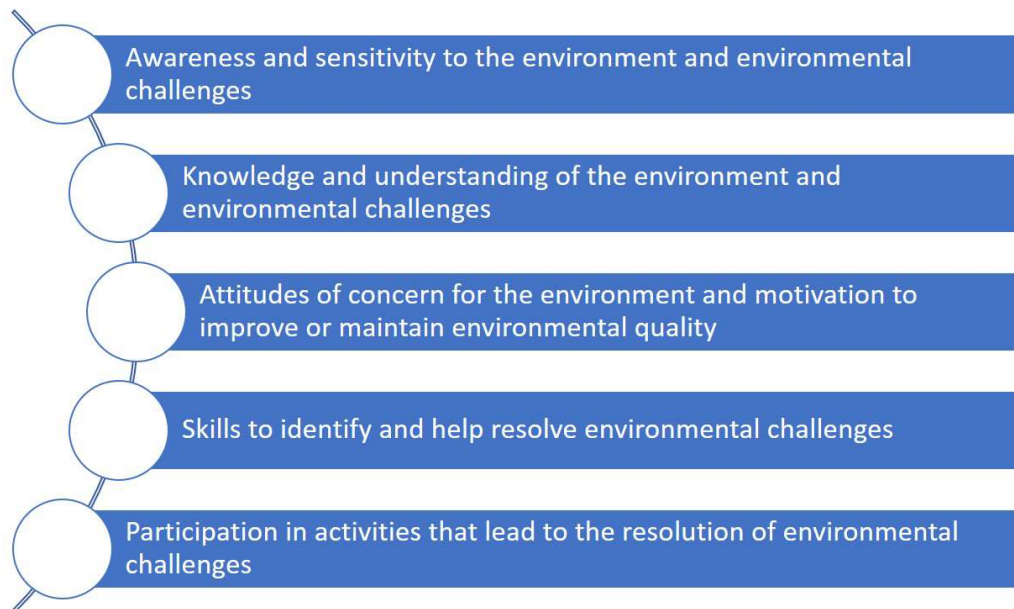 Awareness and sensitivity to the environment and environmental
challenges
Knowledge and understanding of the environment and
environmental challenges
Attitudes of concern for the environment and motivation to
improve or maintain environmental quality
Skills to identify and help resolve environmental challenges
Participation in activities that lead to the resolution of environmental
challenges